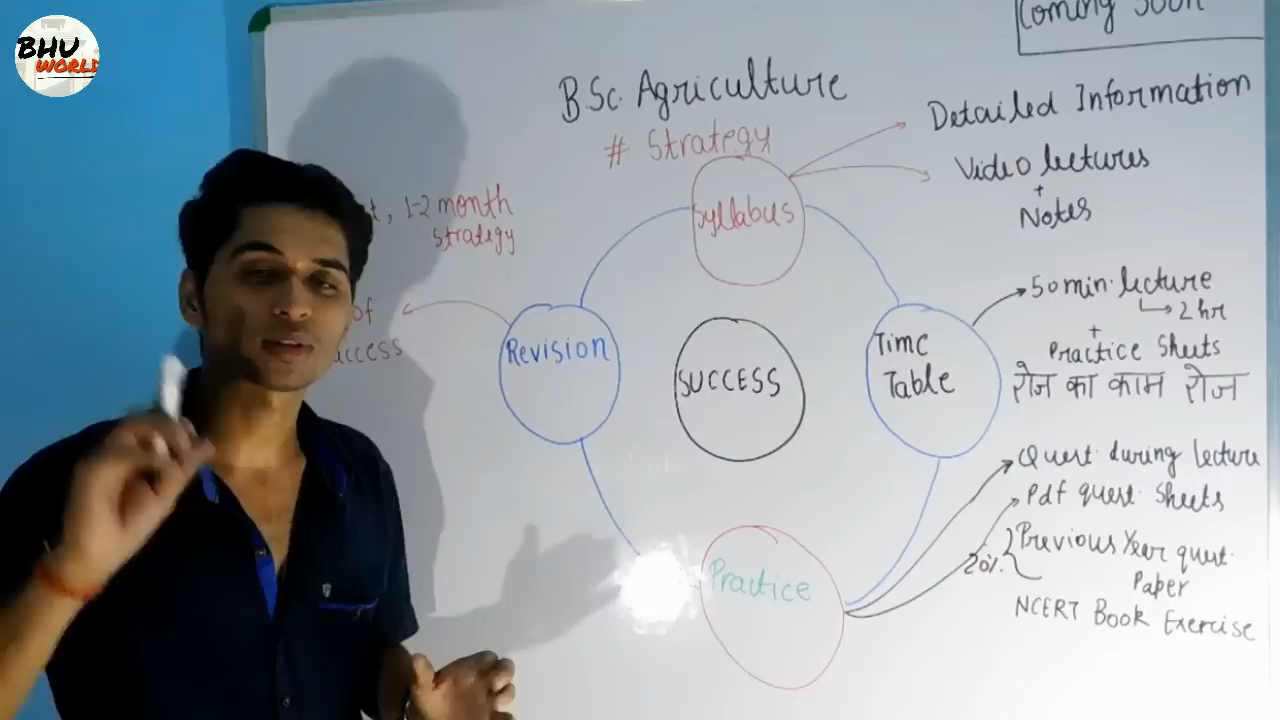 BHU
WORLD
Coming Soon
B.Sc. Agriculture
# Strategy
Detailed Information
Video lectures
+
Notes
Syllabus
1-2 month
strategy
of
Revision
SUCCESS
Time
Table
50 min. lecture
→ 2 hr
+
Practice Sheets
रोज का काम रोज
Practice
Quest. during lecture
Pdf quest. Sheets
Previous Year quest.
20%.
Paper
NCERT Book Exercise